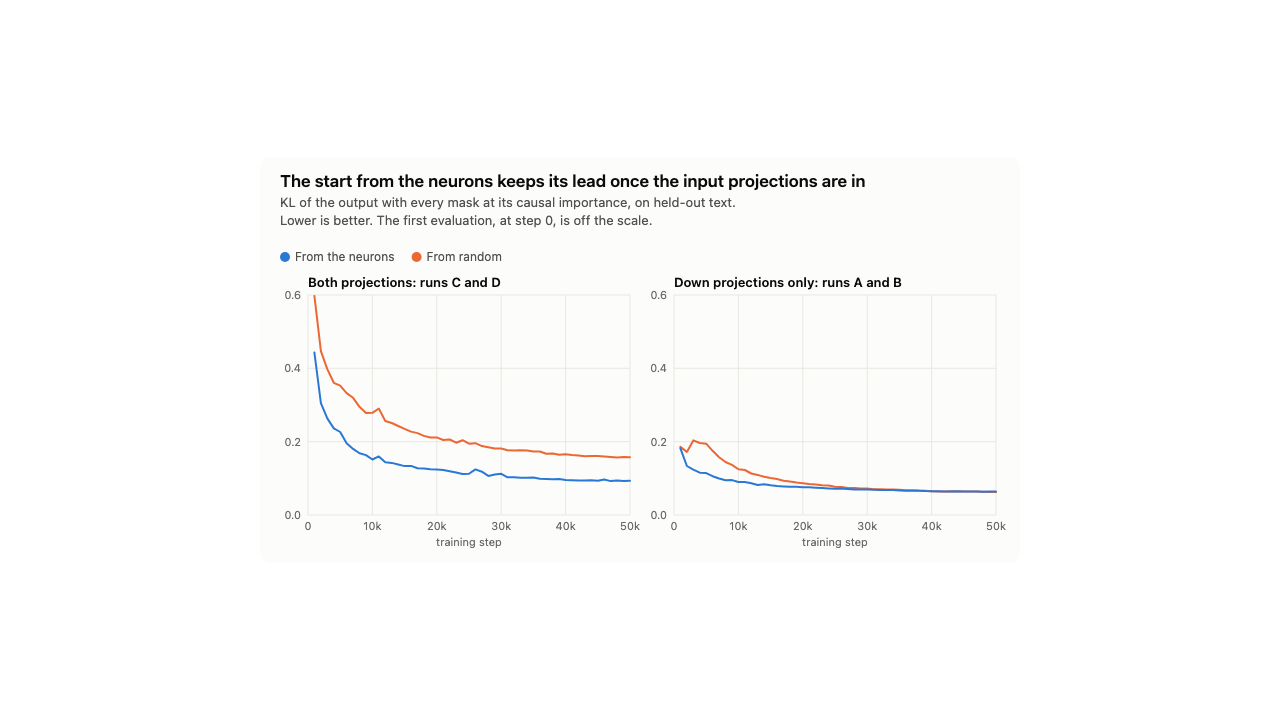 The start from the neurons keeps its lead once the input projections are in
KL of the output with every mask at its causal importance, on held-out text.
Lower is better. The first evaluation, at step 0, is off the scale.
From the neurons From random
Both projections: runs C and D
0.6
0.4
0.2
0.0
0 10k 20k 30k 40k 50k
training step
Down projections only: runs A and B
0.6
0.4
0.2
0.0
0 10k 20k 30k 40k 50k
training step